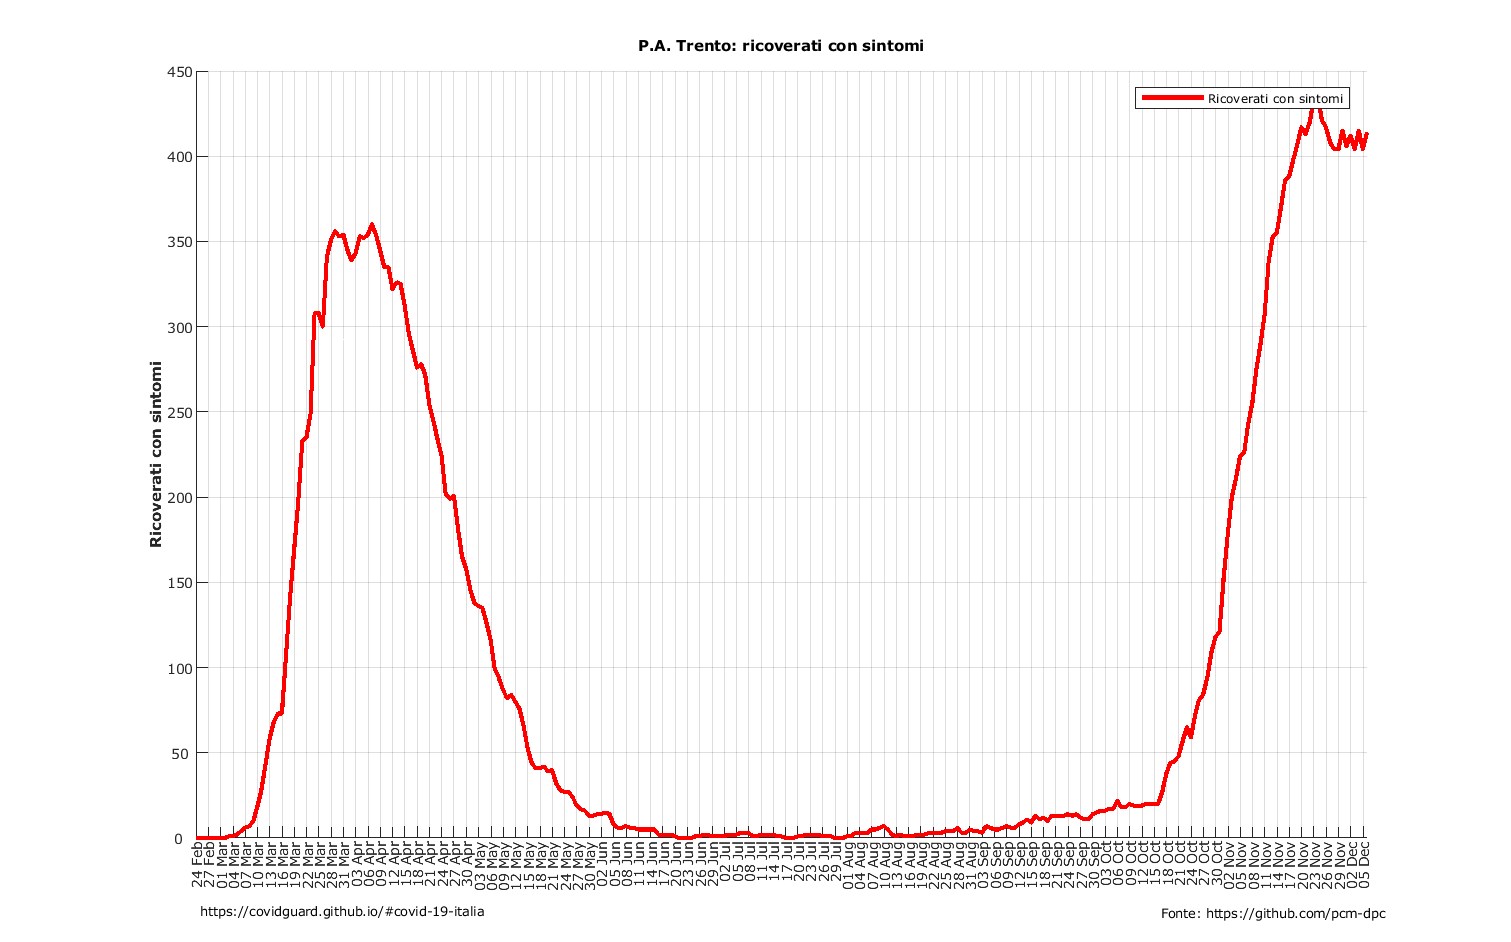 P.A. Trento: ricoverati con sintomi
Ricoverati con sintomi
Ricoverati con sintomi
450
400
350
300
250
200
150
100
50
0
24 Feb
27 Feb
01 Mar
04 Mar
07 Mar
10 Mar
13 Mar
16 Mar
19 Mar
22 Mar
25 Mar
28 Mar
31 Mar
03 Apr
06 Apr
09 Apr
12 Apr
15 Apr
18 Apr
21 Apr
24 Apr
27 Apr
30 Apr
03 May
06 May
09 May
12 May
15 May
18 May
21 May
24 May
27 May
30 May
02 Jun
05 Jun
08 Jun
11 Jun
14 Jun
17 Jun
20 Jun
23 Jun
26 Jun
29 Jun
02 Jul
05 Jul
08 Jul
11 Jul
14 Jul
17 Jul
20 Jul
23 Jul
26 Jul
29 Jul
01 Aug
04 Aug
07 Aug
10 Aug
13 Aug
16 Aug
19 Aug
22 Aug
25 Aug
28 Aug
31 Aug
03 Sep
06 Sep
09 Sep
12 Sep
15 Sep
18 Sep
21 Sep
24 Sep
27 Sep
30 Sep
03 Oct
06 Oct
09 Oct
12 Oct
15 Oct
18 Oct
21 Oct
24 Oct
27 Oct
30 Oct
02 Nov
05 Nov
08 Nov
11 Nov
14 Nov
17 Nov
20 Nov
23 Nov
26 Nov
29 Nov
02 Dec
05 Dec
https://covidguard.github.io/#covid-19-italia
Fonte: https://github.com/pcm-dpc